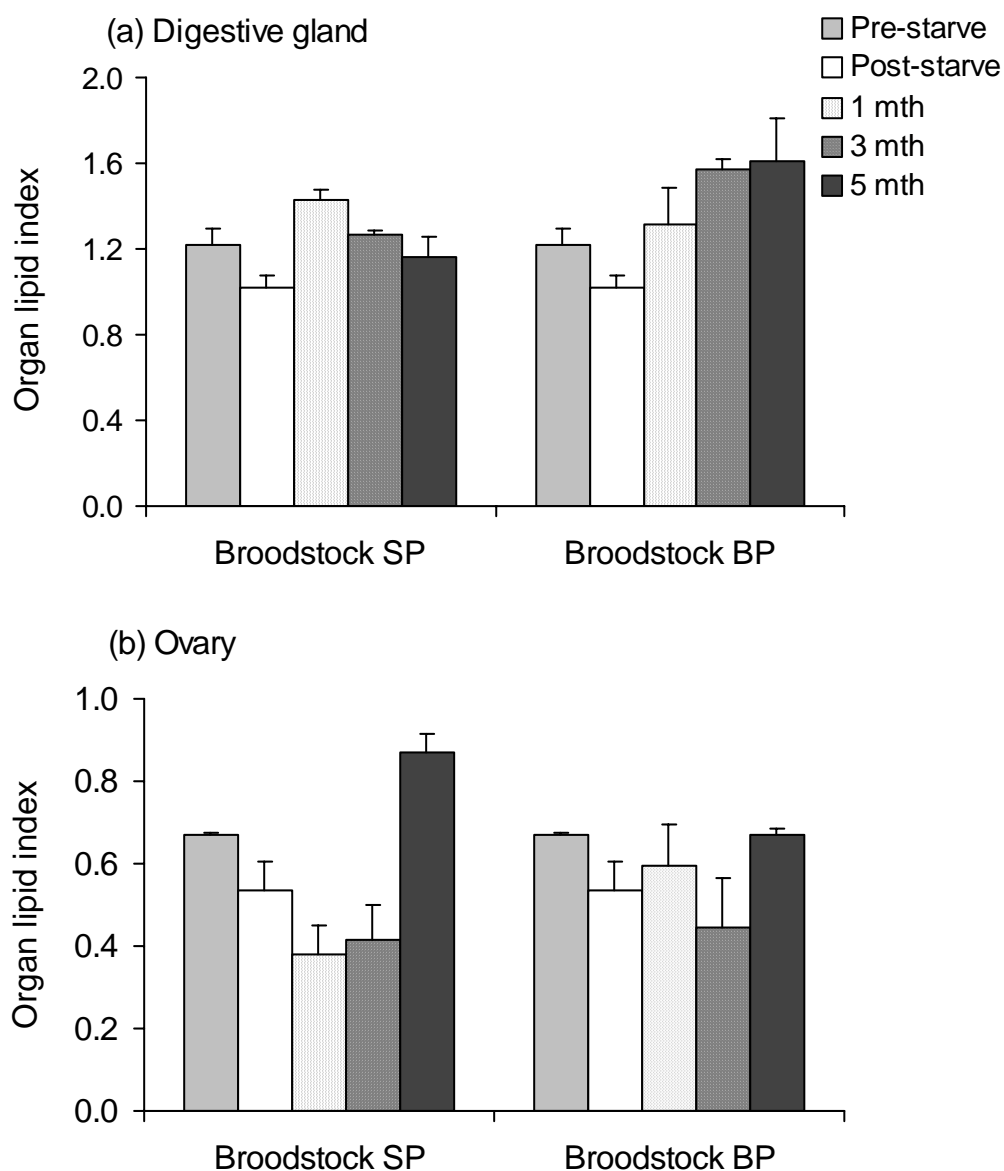 (a) Digestive gland
Pre-starve
Post-starve
1 mth
3 mth
5 mth
Organ lipid index
2.0
1.6
1.2
0.8
0.4
0.0
Broodstock SP Broodstock BP
(b) Ovary
Organ lipid index
1.0
0.8
0.6
0.4
0.2
0.0
Broodstock SP Broodstock BP